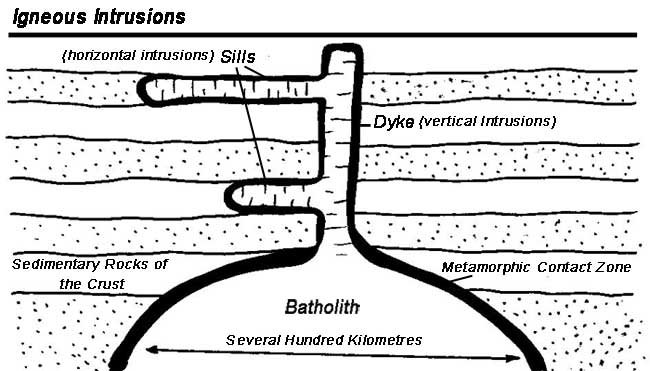 Igneous Intrusions
(horizontal intrusions) Sills
Dyke (vertical Intrusions)
Sedimentary Rocks of
the Crust
Metamorphic Contact Zone
Batholith
Several Hundred Kilometres